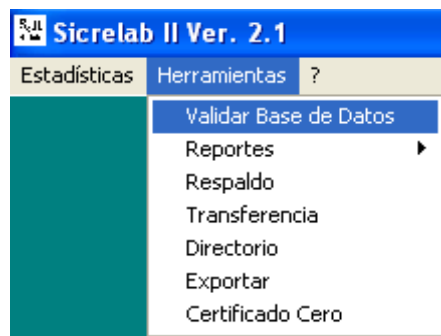 Sicrelab II Ver. 2.1
Estadísticas Herramientas ?
Validar Base de Datos
Reportes
Respaldo
Transferencia
Directorio
Exportar
Certificado Cero